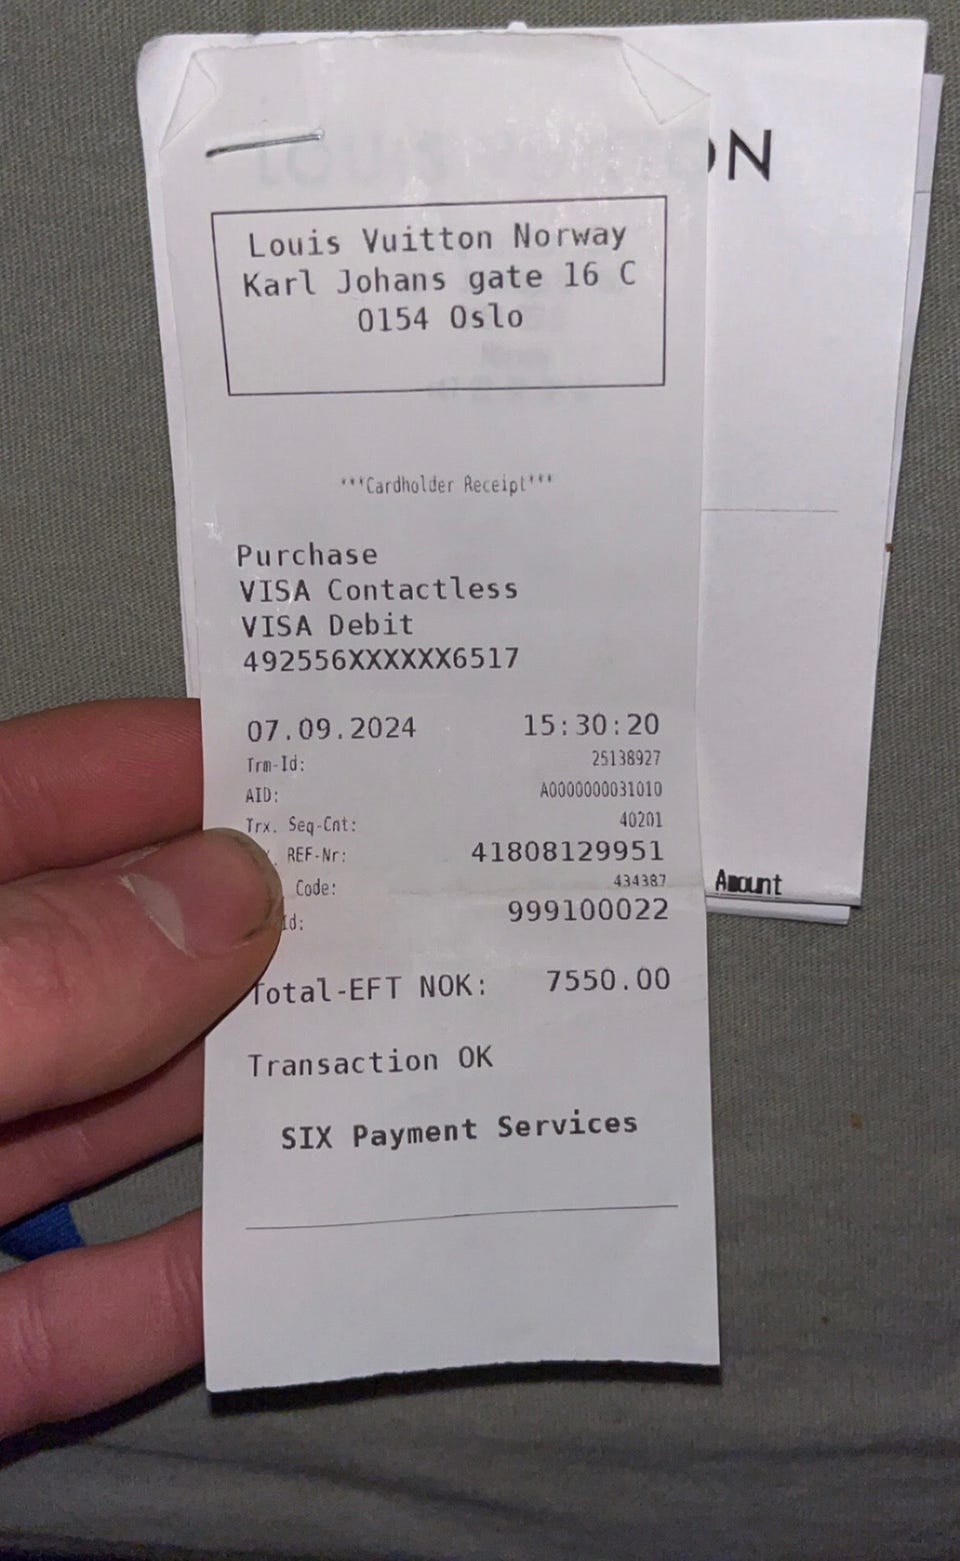 ON
Louis Vuitton Norway
Karl Johans gate 16 C
0154 Oslo
***Cardholder Receipt***
Purchase
VISA Contactless
VISA Debit
492556XXXXXX6517
07.09.2024 15:30:20
Trm-Id: 25138927
AID: A0000000031010
Trx. Seq-Cnt: 40201
REF-Nr: 41808129951
Code: 434387
Id: 999100022
Amount
Total-EFT NOK: 7550.00
Transaction OK
SIX Payment Services